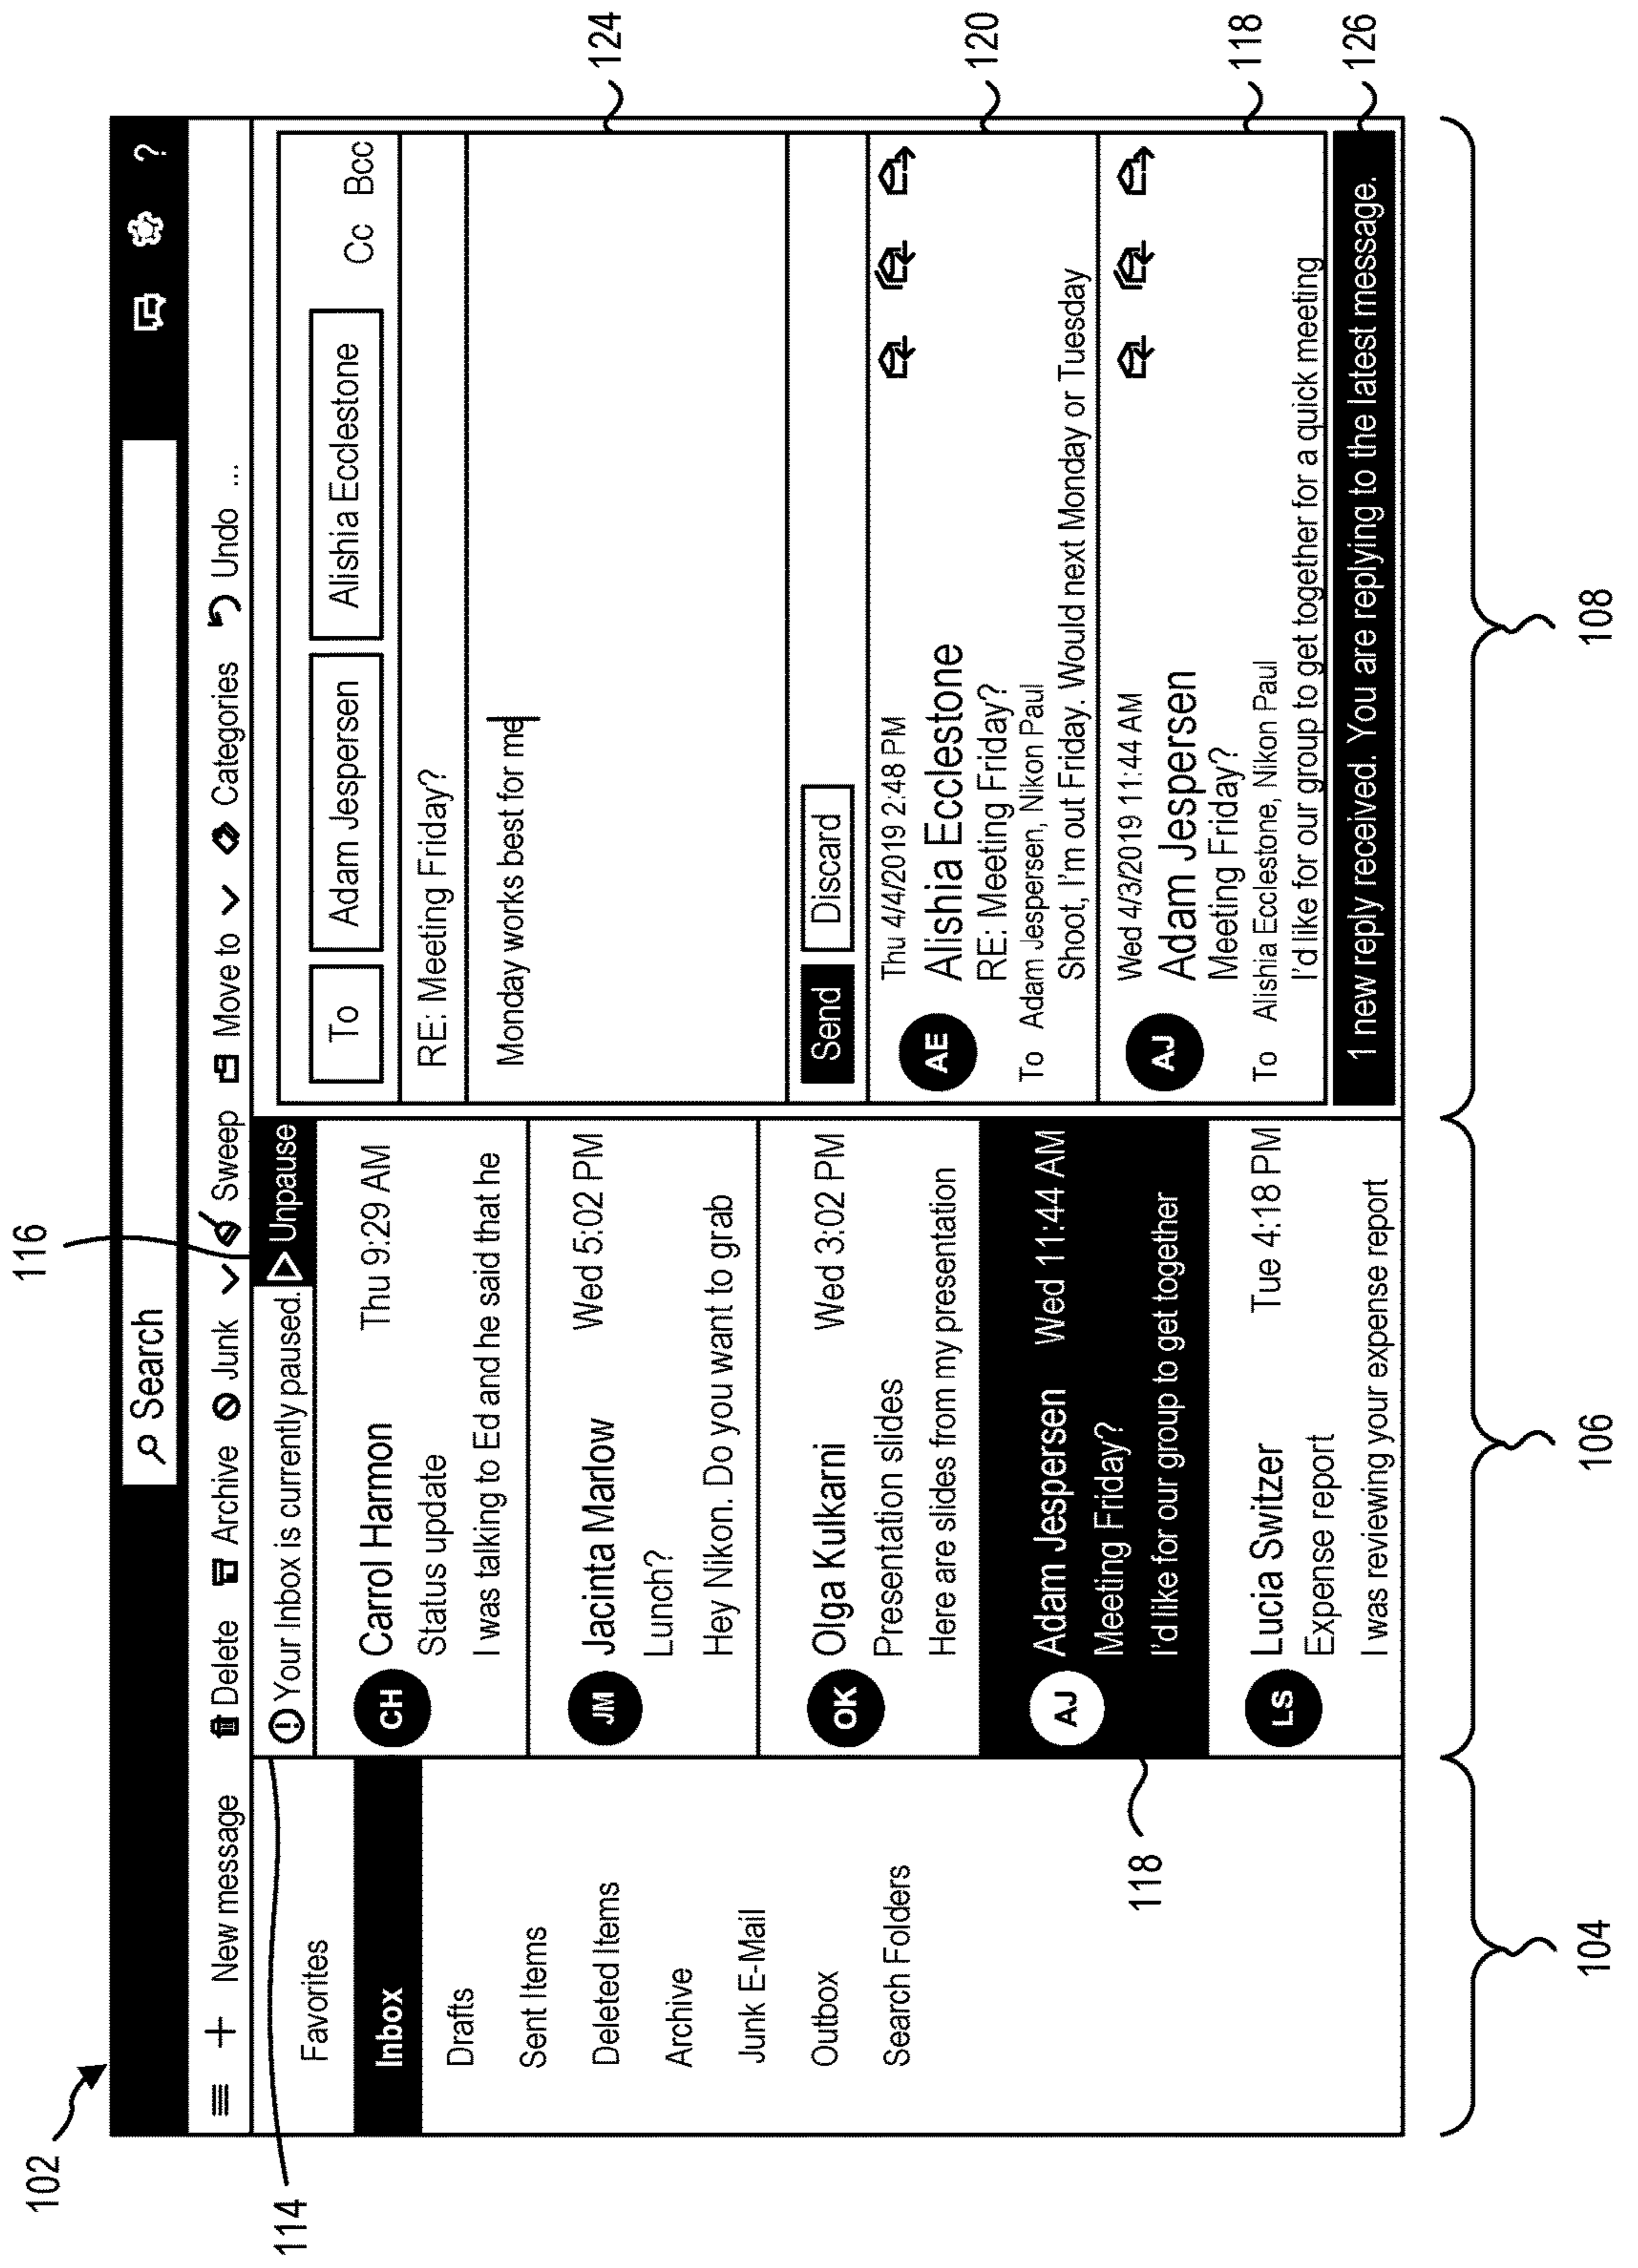 102
Search
?
New message
Delete
Archive
Junk
Sweep
Move to
Categories
Undo ...
114
116
Favorites
Inbox
Drafts
Sent Items
Deleted Items
Archive
Junk E-Mail
Outbox
Search Folders
Your Inbox is currently paused.
Unpause
CH
Carrol Harmon
Thu 9:29 AM
Status update
I was talking to Ed and he said that he
JM
Jacinta Marlow
Wed 5:02 PM
Lunch?
Hey Nikon. Do you want to grab
OK
Olga Kulkarni
Wed 3:02 PM
Presentation slides
Here are slides from my presentation
AJ
Adam Jespersen
Wed 11:44 AM
Meeting Friday?
I'd like for our group to get together
118
LS
Lucia Switzer
Tue 4:18 PM
Expense report
I was reviewing your expense report
To
Adam Jespersen
Alishia Ecclestone
Cc
Bcc
RE: Meeting Friday?
Monday works best for me
124
Send
Discard
Thu 4/4/2019 2:48 PM
AE
Alishia Ecclestone
RE: Meeting Friday?
To Adam Jespersen, Nikon Paul
Shoot, I'm out Friday. Would next Monday or Tuesday
120
Wed 4/3/2019 11:44 AM
AJ
Adam Jespersen
Meeting Friday?
To Alishia Ecclestone, Nikon Paul
I'd like for our group to get together for a quick meeting
118
1 new reply received. You are replying to the latest message.
126
104
106
108